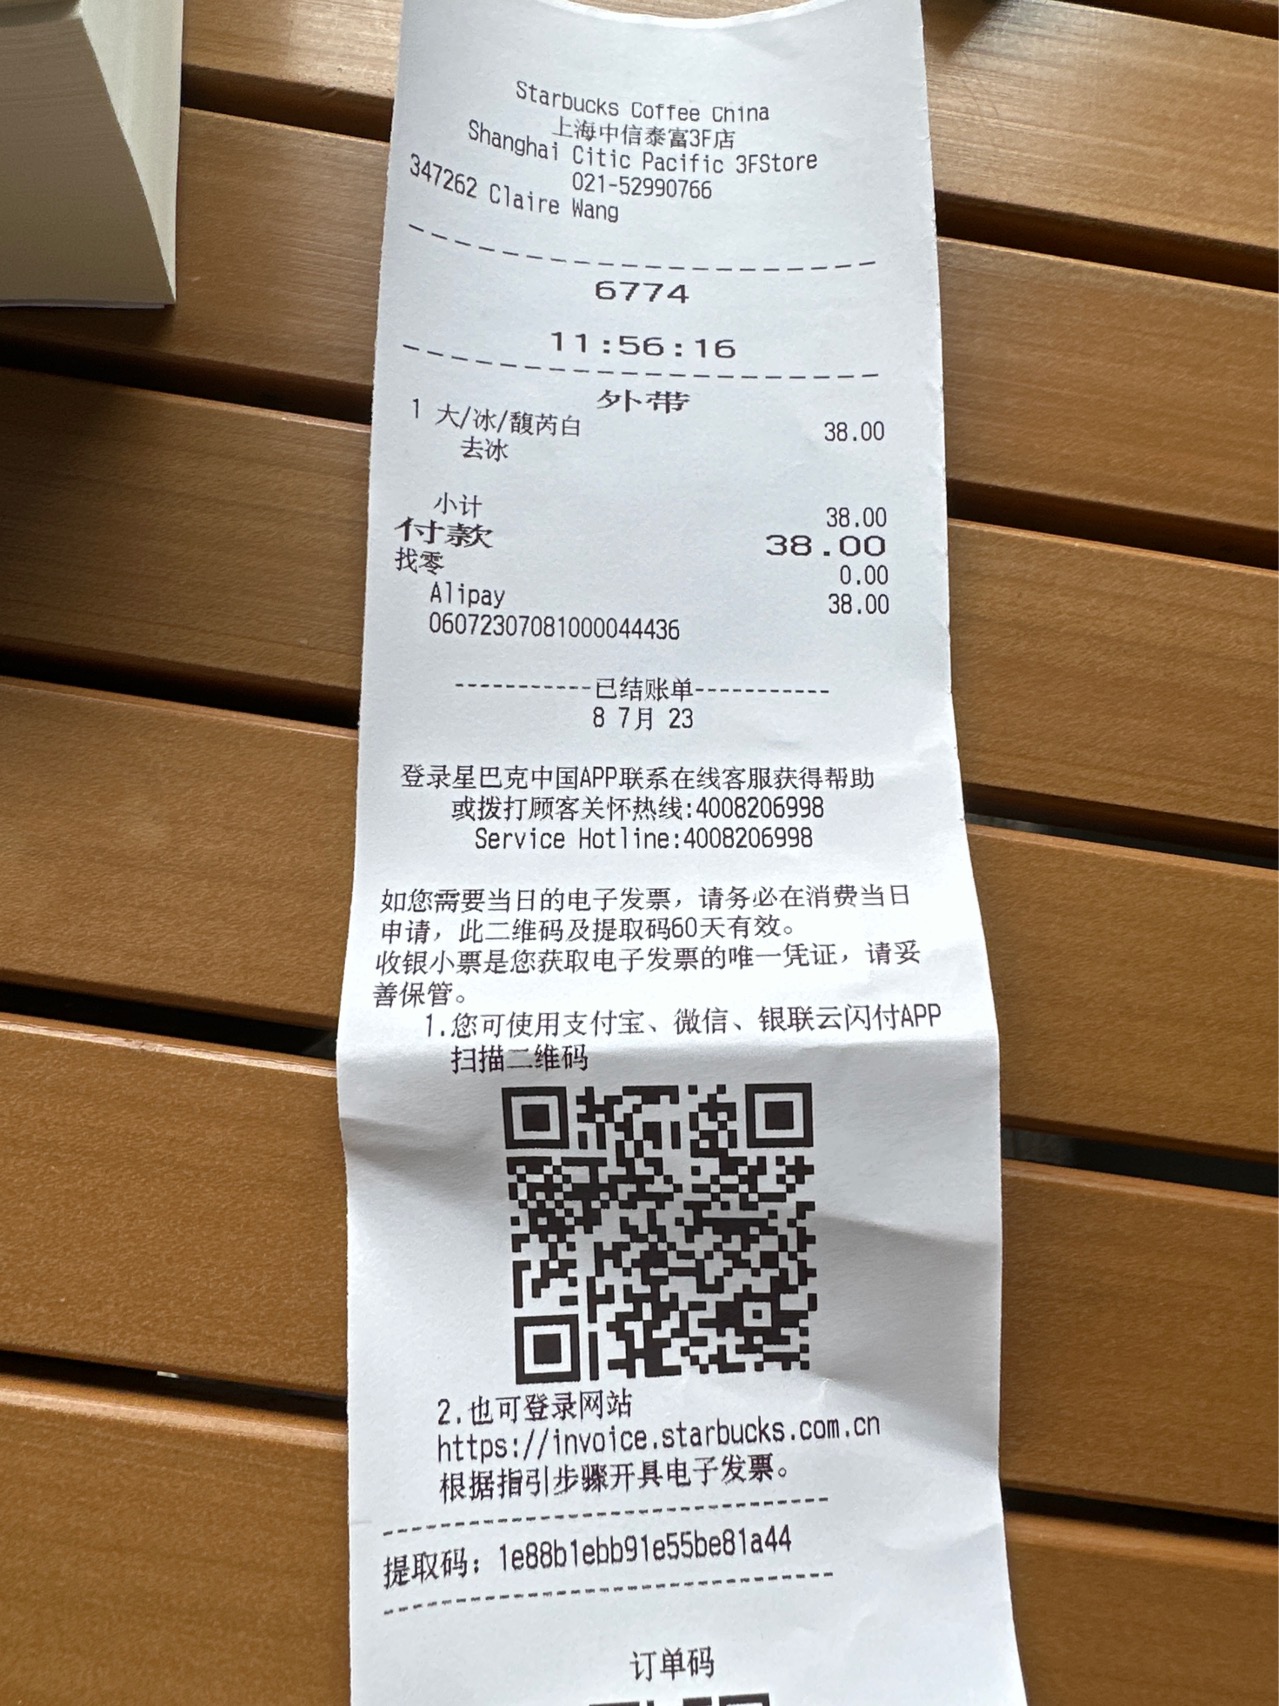 Starbucks Coffee China
上海中信泰富3F店
Shanghai Citic Pacific 3FStore
021-52990766
347262 Claire Wang
6774
11:56:16
外带
1 大/冰/馥芮白 38.00
去冰
小计 38.00
付款 38.00
找零 0.00
Alipay 38.00
06072307081000044436
-----------已结账单-----------
8 7月 23
登录星巴克中国APP联系在线客服获得帮助
或拨打顾客关怀热线:4008206998
Service Hotline:4008206998
如您需要当日的电子发票，请务必在消费当日
申请，此二维码及提取码60天有效。
收银小票是您获取电子发票的唯一凭证，请妥
善保管。
1.您可使用支付宝、微信、银联云闪付APP
扫描二维码
2.也可登录网站
https://invoice.starbucks.com.cn
根据指引步骤开具电子发票。
提取码：1e88b1ebb91e55be81a44
订单码